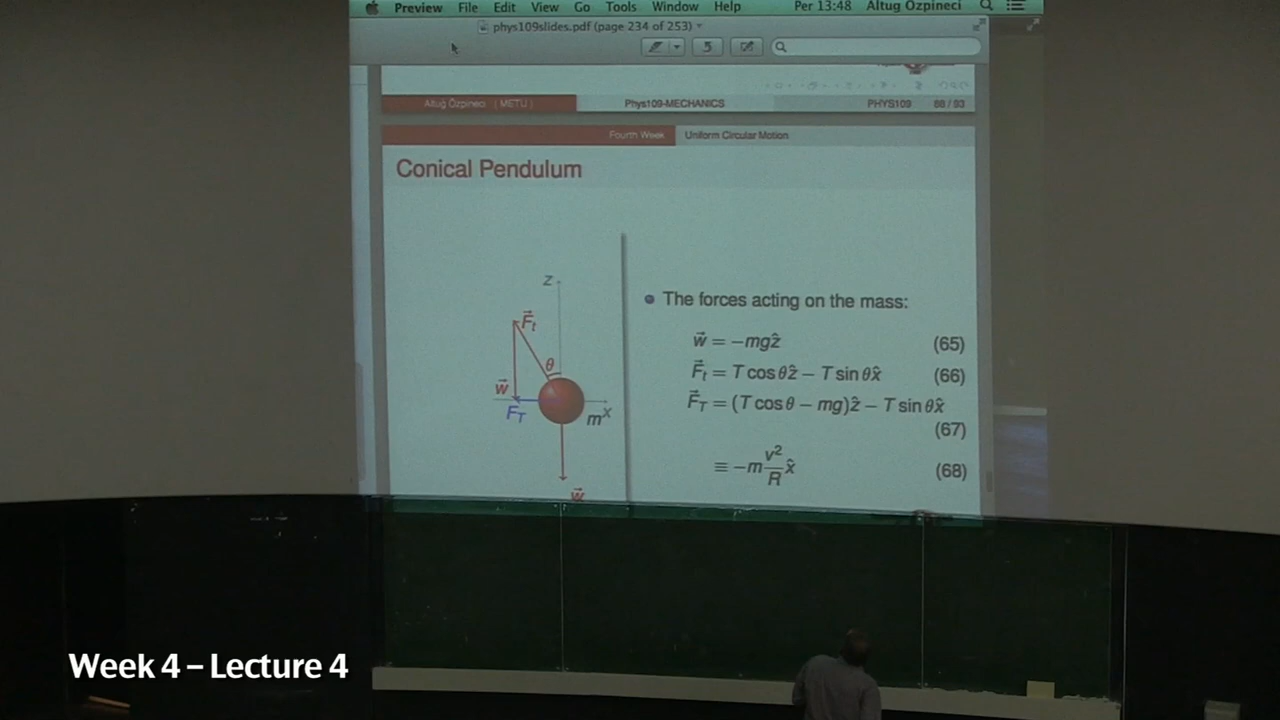 Preview File Edit View Go Tools Window Help Per 13:48 Altug Ozpineci
phys109slides.pdf (page 234 of 253)
Altuğ Özpineci (METU) Phys109-MECHANICS PHYS109 88 / 93
Fourth Week Uniform Circular Motion
Conical Pendulum
z
F⃗t
θ
w⃗
FT
m
x
w⃗
The forces acting on the mass:
w⃗ = −mgẑ (65)
F⃗t = T cos θẑ − T sin θx̂ (66)
F⃗T = (T cos θ − mg)ẑ − T sin θx̂
(67)
≡ −m v²/R x̂ (68)
Week 4 – Lecture 4